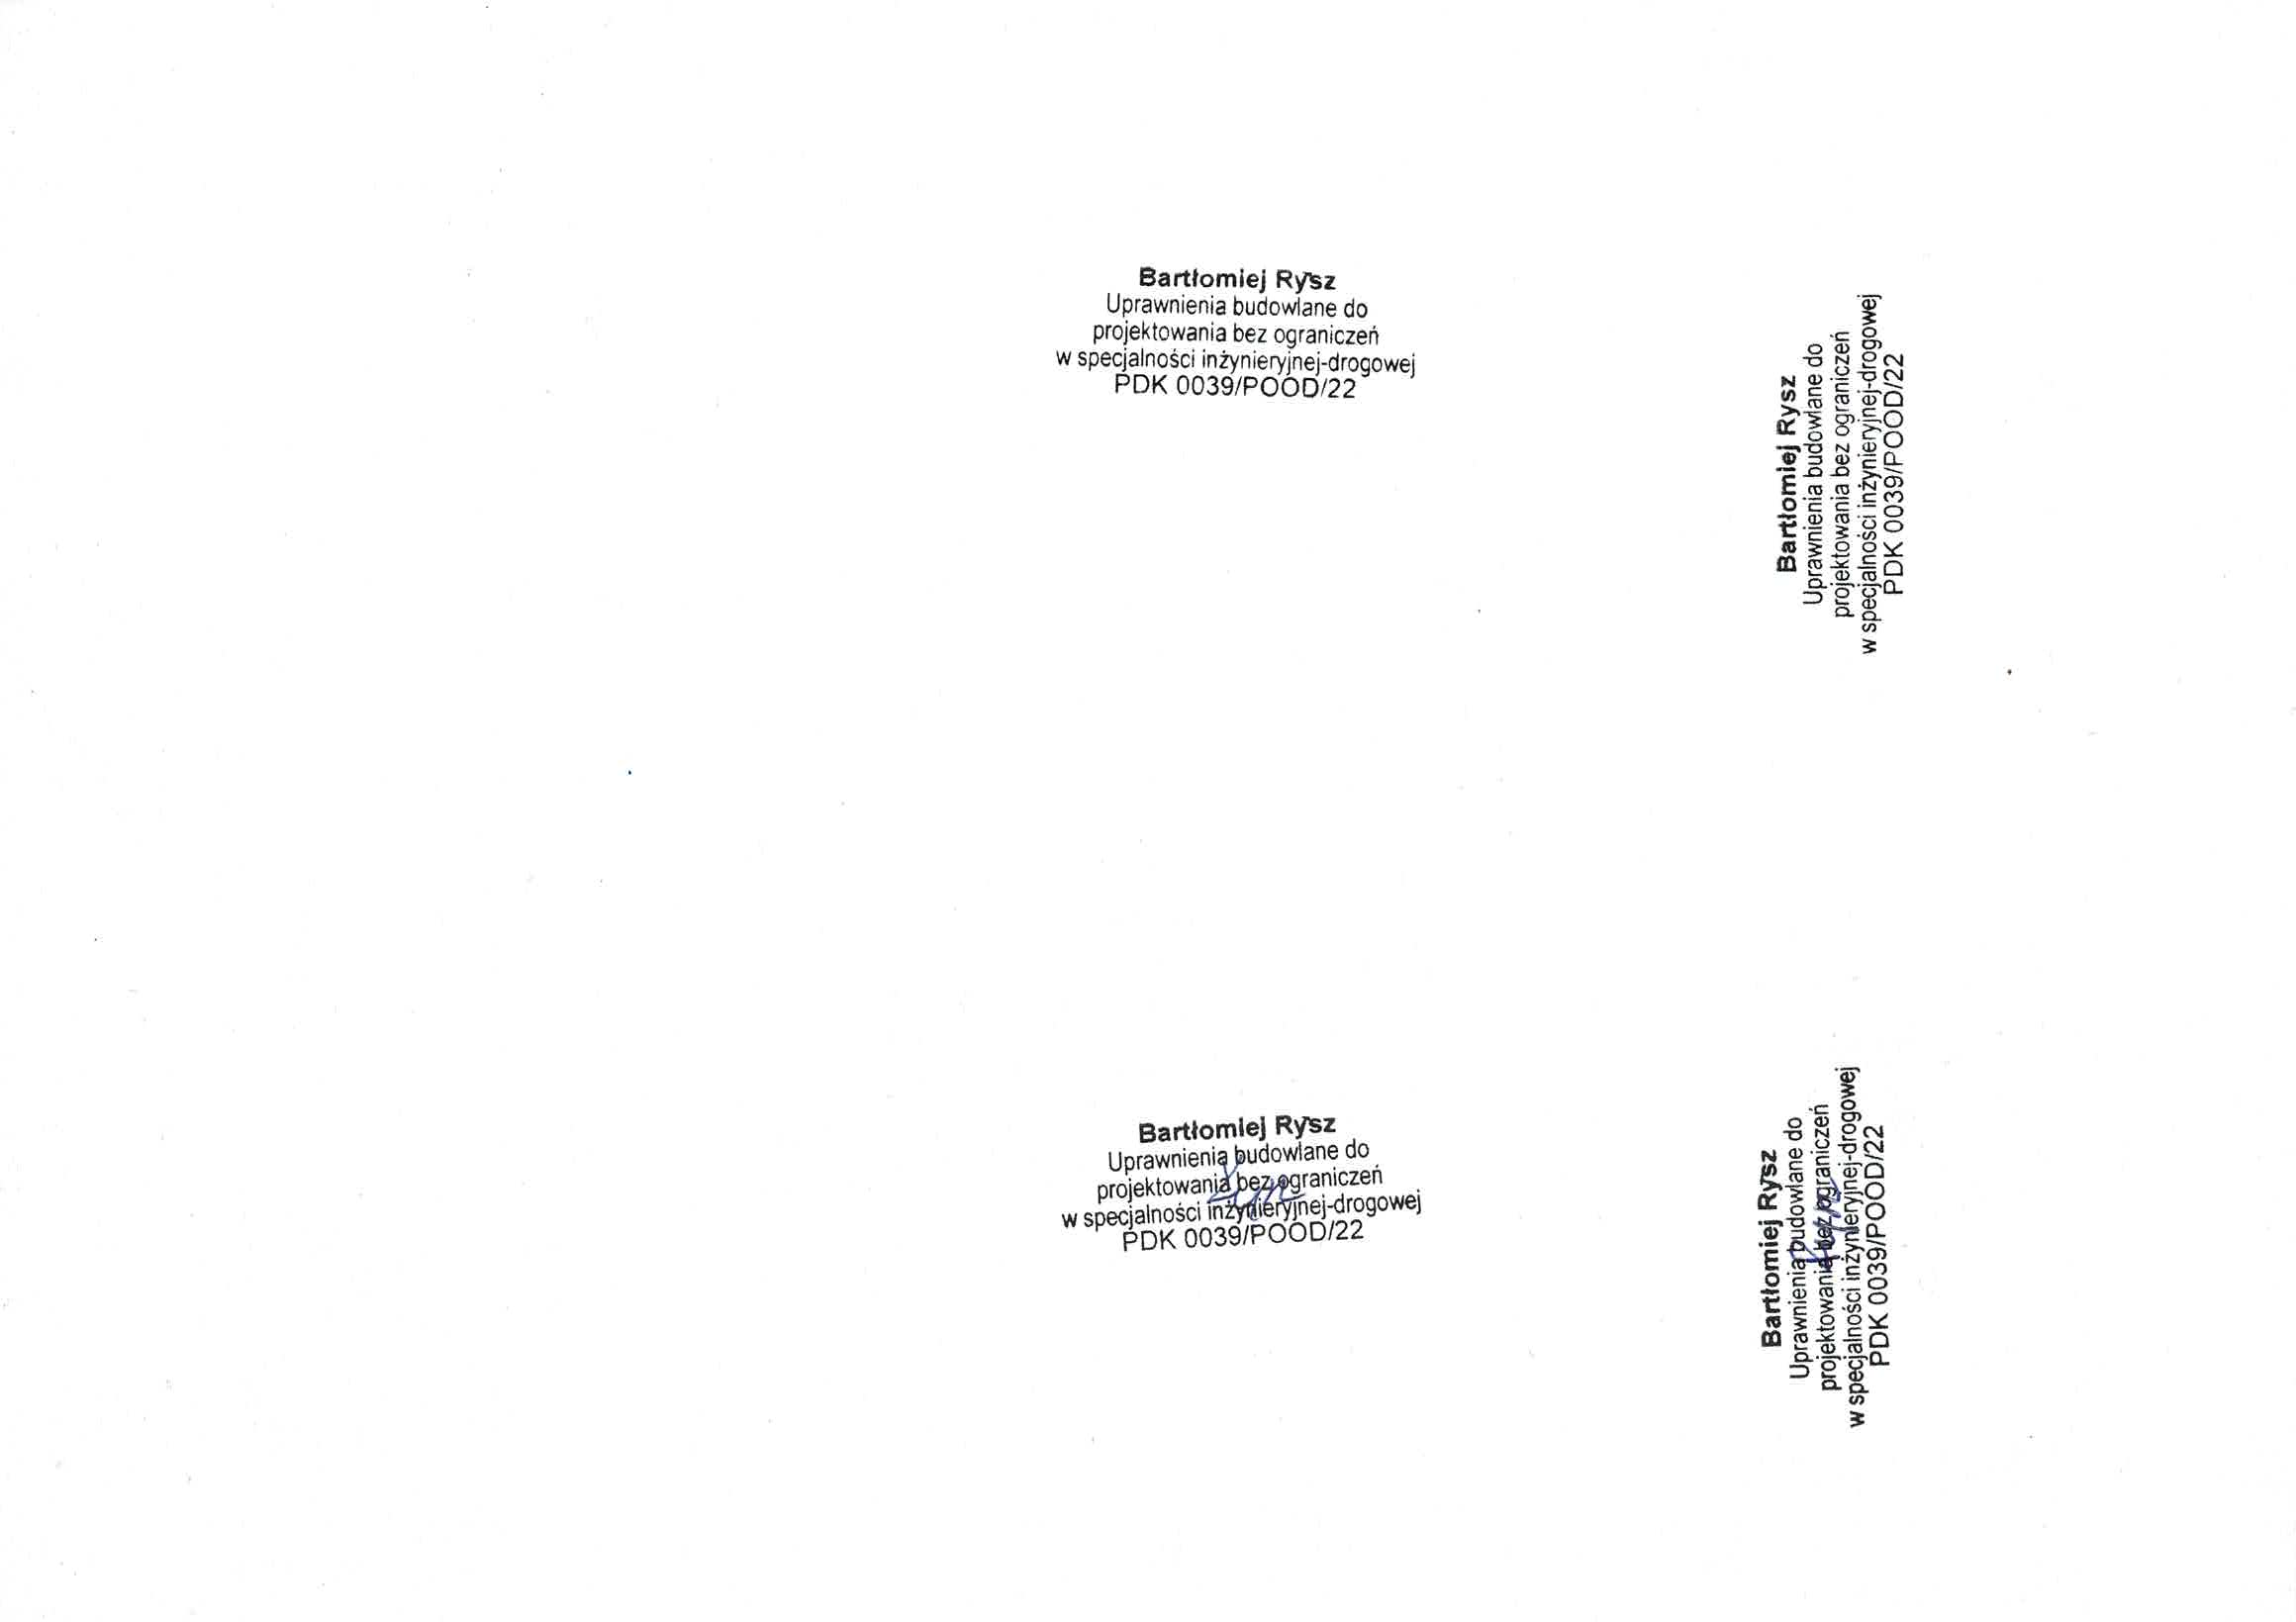 Bartłomiej Rysz
Uprawnienia budowlane do
projektowania bez ograniczeń
w specjalności inżynieryjnej-drogowej
PDK 0039/POOD/22
Bartłomiej Rysz
Uprawnienia budowlane do
projektowania bez ograniczeń
w specjalności inżynieryjnej-drogowej
PDK 0039/POOD/22
Bartłomiej Rysz
Uprawnienia budowlane do
projektowania bez ograniczeń
w specjalności inżynieryjnej-drogowej
PDK 0039/POOD/22
Bartłomiej Rysz
Uprawnienia budowlane do
projektowania bez ograniczeń
w specjalności inżynieryjnej-drogowej
PDK 0039/POOD/22